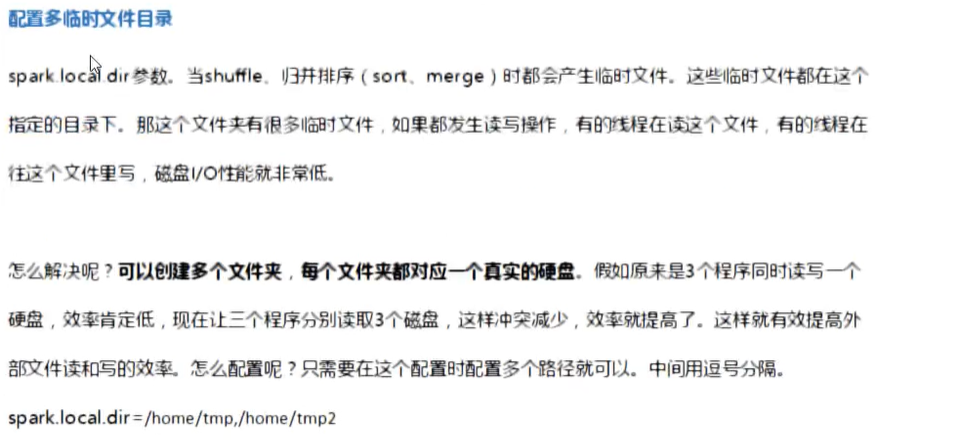 配置多临时文件目录
spark.local.dir参数。当shuffle、归并排序（sort、merge）时都会产生临时文件。这些临时文件都在这个
指定的目录下。那这个文件夹有很多临时文件，如果都发生读写操作，有的线程在读这个文件，有的线程在
往这个文件里写，磁盘I/O性能就非常低。
怎么解决呢？可以创建多个文件夹，每个文件夹都对应一个真实的硬盘。假如原来是3个程序同时读写一个
硬盘，效率肯定低，现在让三个程序分别读取3个磁盘，这样冲突减少，效率就提高了。这样就有效提高外
部文件读和写的效率。怎么配置呢？只需要在这个配置时配置多个路径就可以。中间用逗号分隔。
spark.local.dir=/home/tmp,/home/tmp2